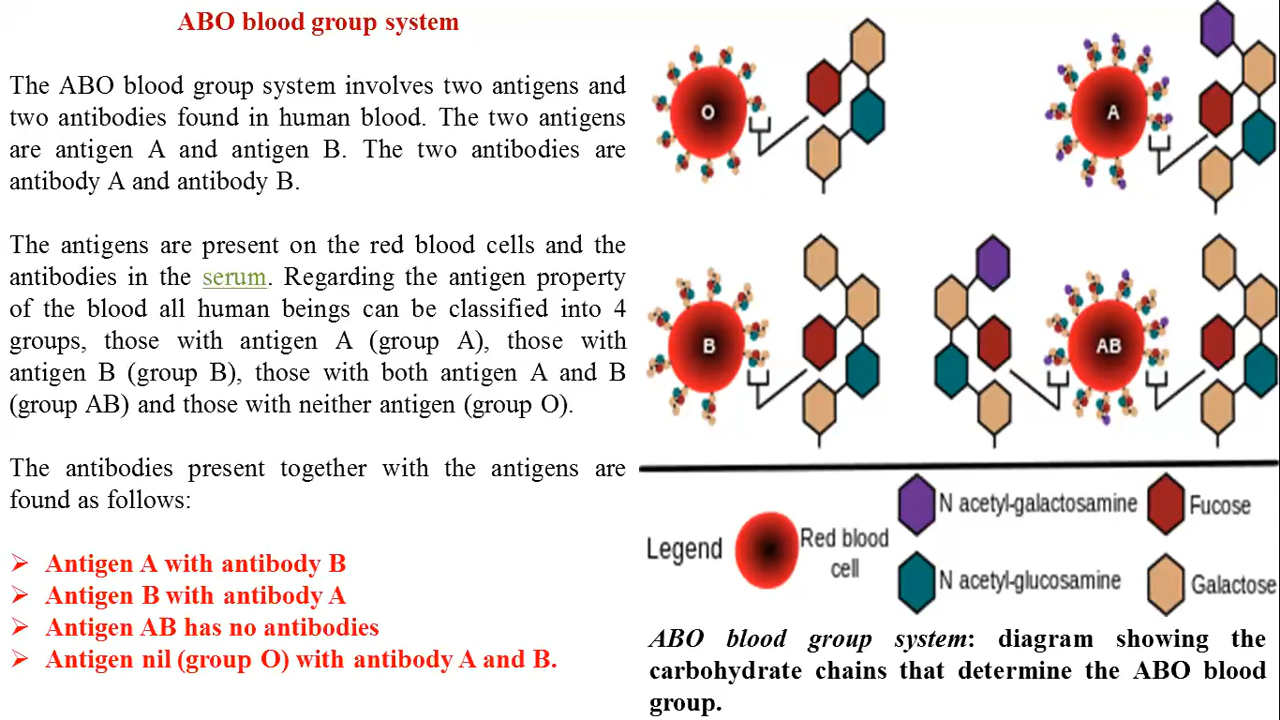 ABO blood group system
The ABO blood group system involves two antigens and
two antibodies found in human blood. The two antigens
are antigen A and antigen B. The two antibodies are
antibody A and antibody B.
The antigens are present on the red blood cells and the
antibodies in the serum. Regarding the antigen property
of the blood all human beings can be classified into 4
groups, those with antigen A (group A), those with
antigen B (group B), those with both antigen A and B
(group AB) and those with neither antigen (group O).
The antibodies present together with the antigens are
found as follows:
➢ Antigen A with antibody B
➢ Antigen B with antibody A
➢ Antigen AB has no antibodies
➢ Antigen nil (group O) with antibody A and B.
O
A
B
AB
Legend
Red blood
cell
N acetyl-galactosamine
Fucose
N acetyl-glucosamine
Galactose
ABO blood group system: diagram showing the
carbohydrate chains that determine the ABO blood
group.